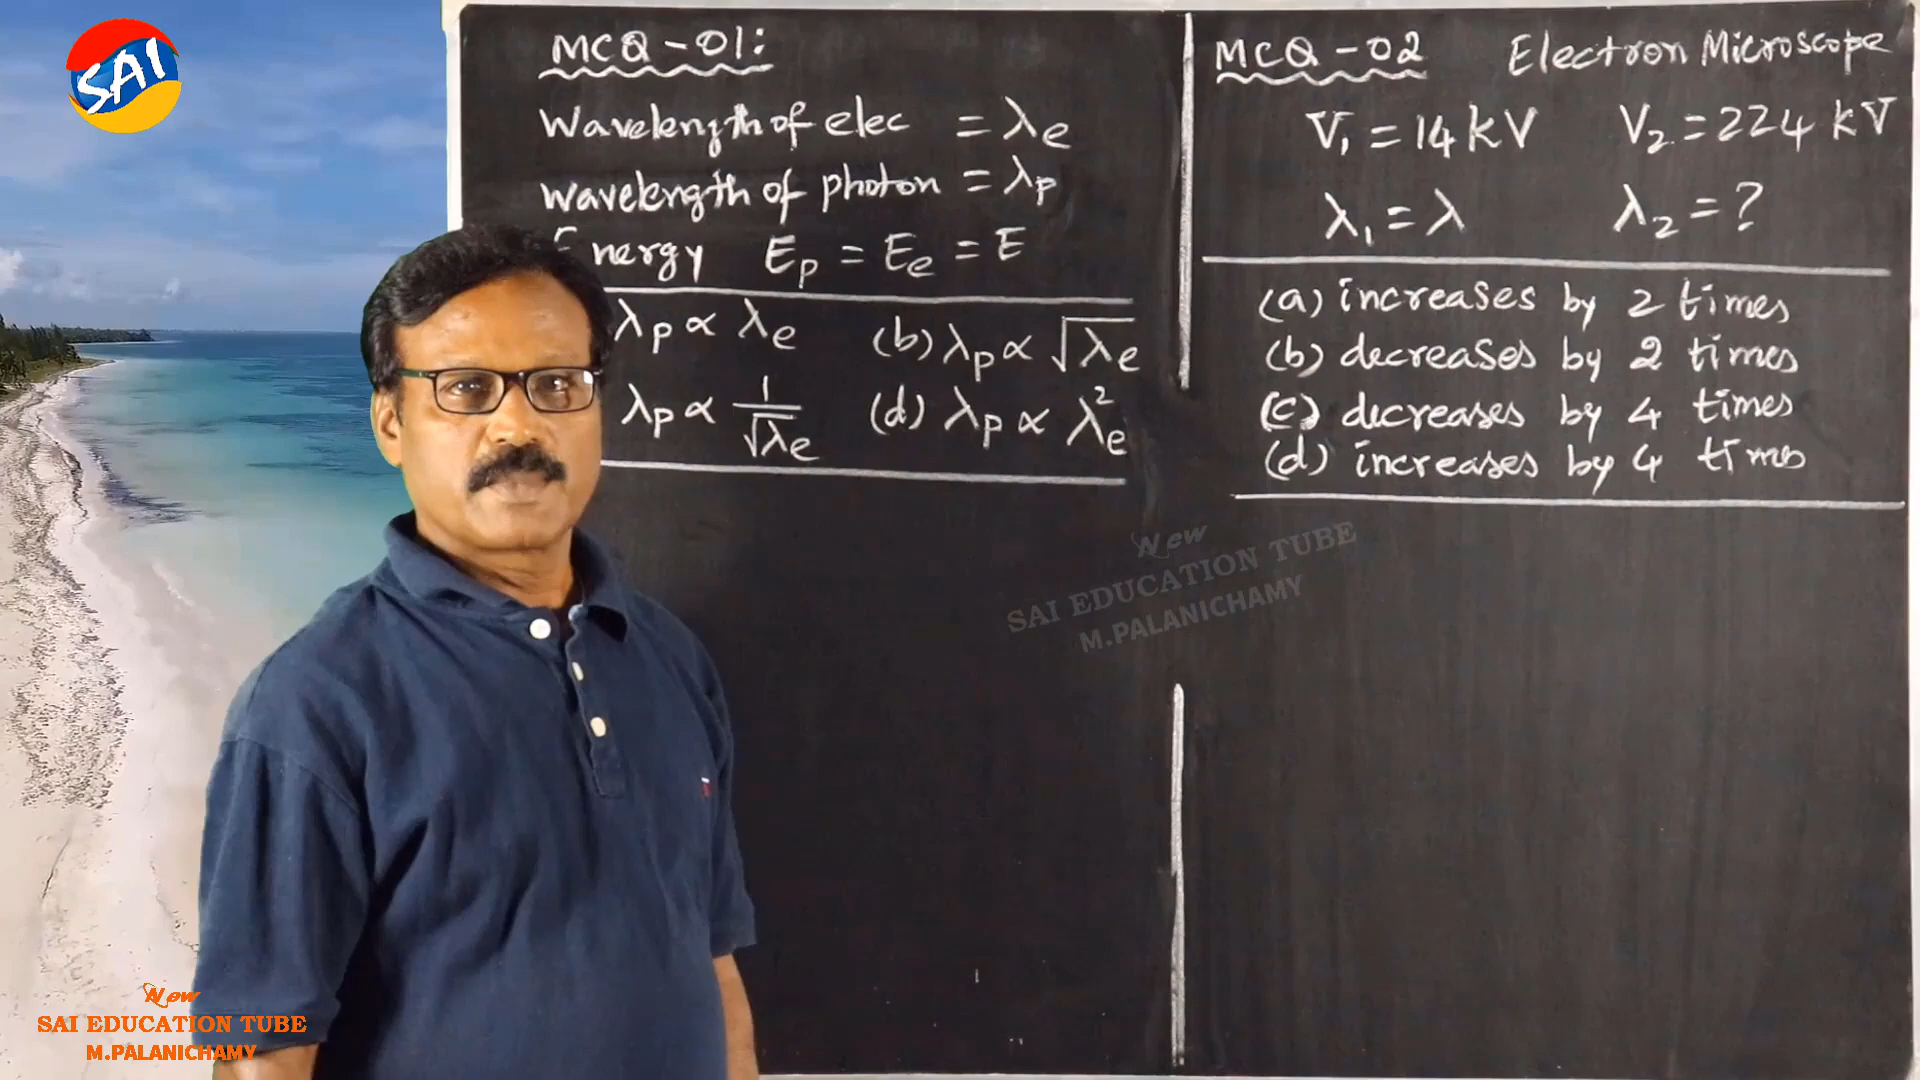 SAI
MCQ-01:
Wavelength of elec = λe
Wavelength of photon = λp
Energy Ep = Ee = E
λp ∝ λe (b) λp ∝ √λe
λp ∝ 1/√λe (d) λp ∝ λe²
MCQ-02 Electron Microscope
V1 = 14 kV V2 = 224 kV
λ1 = λ λ2 = ?
(a) increases by 2 times
(b) decreases by 2 times
(c) decreases by 4 times
(d) increases by 4 times
New
SAI EDUCATION TUBE
M.PALANICHAMY
New
SAI EDUCATION TUBE
M.PALANICHAMY